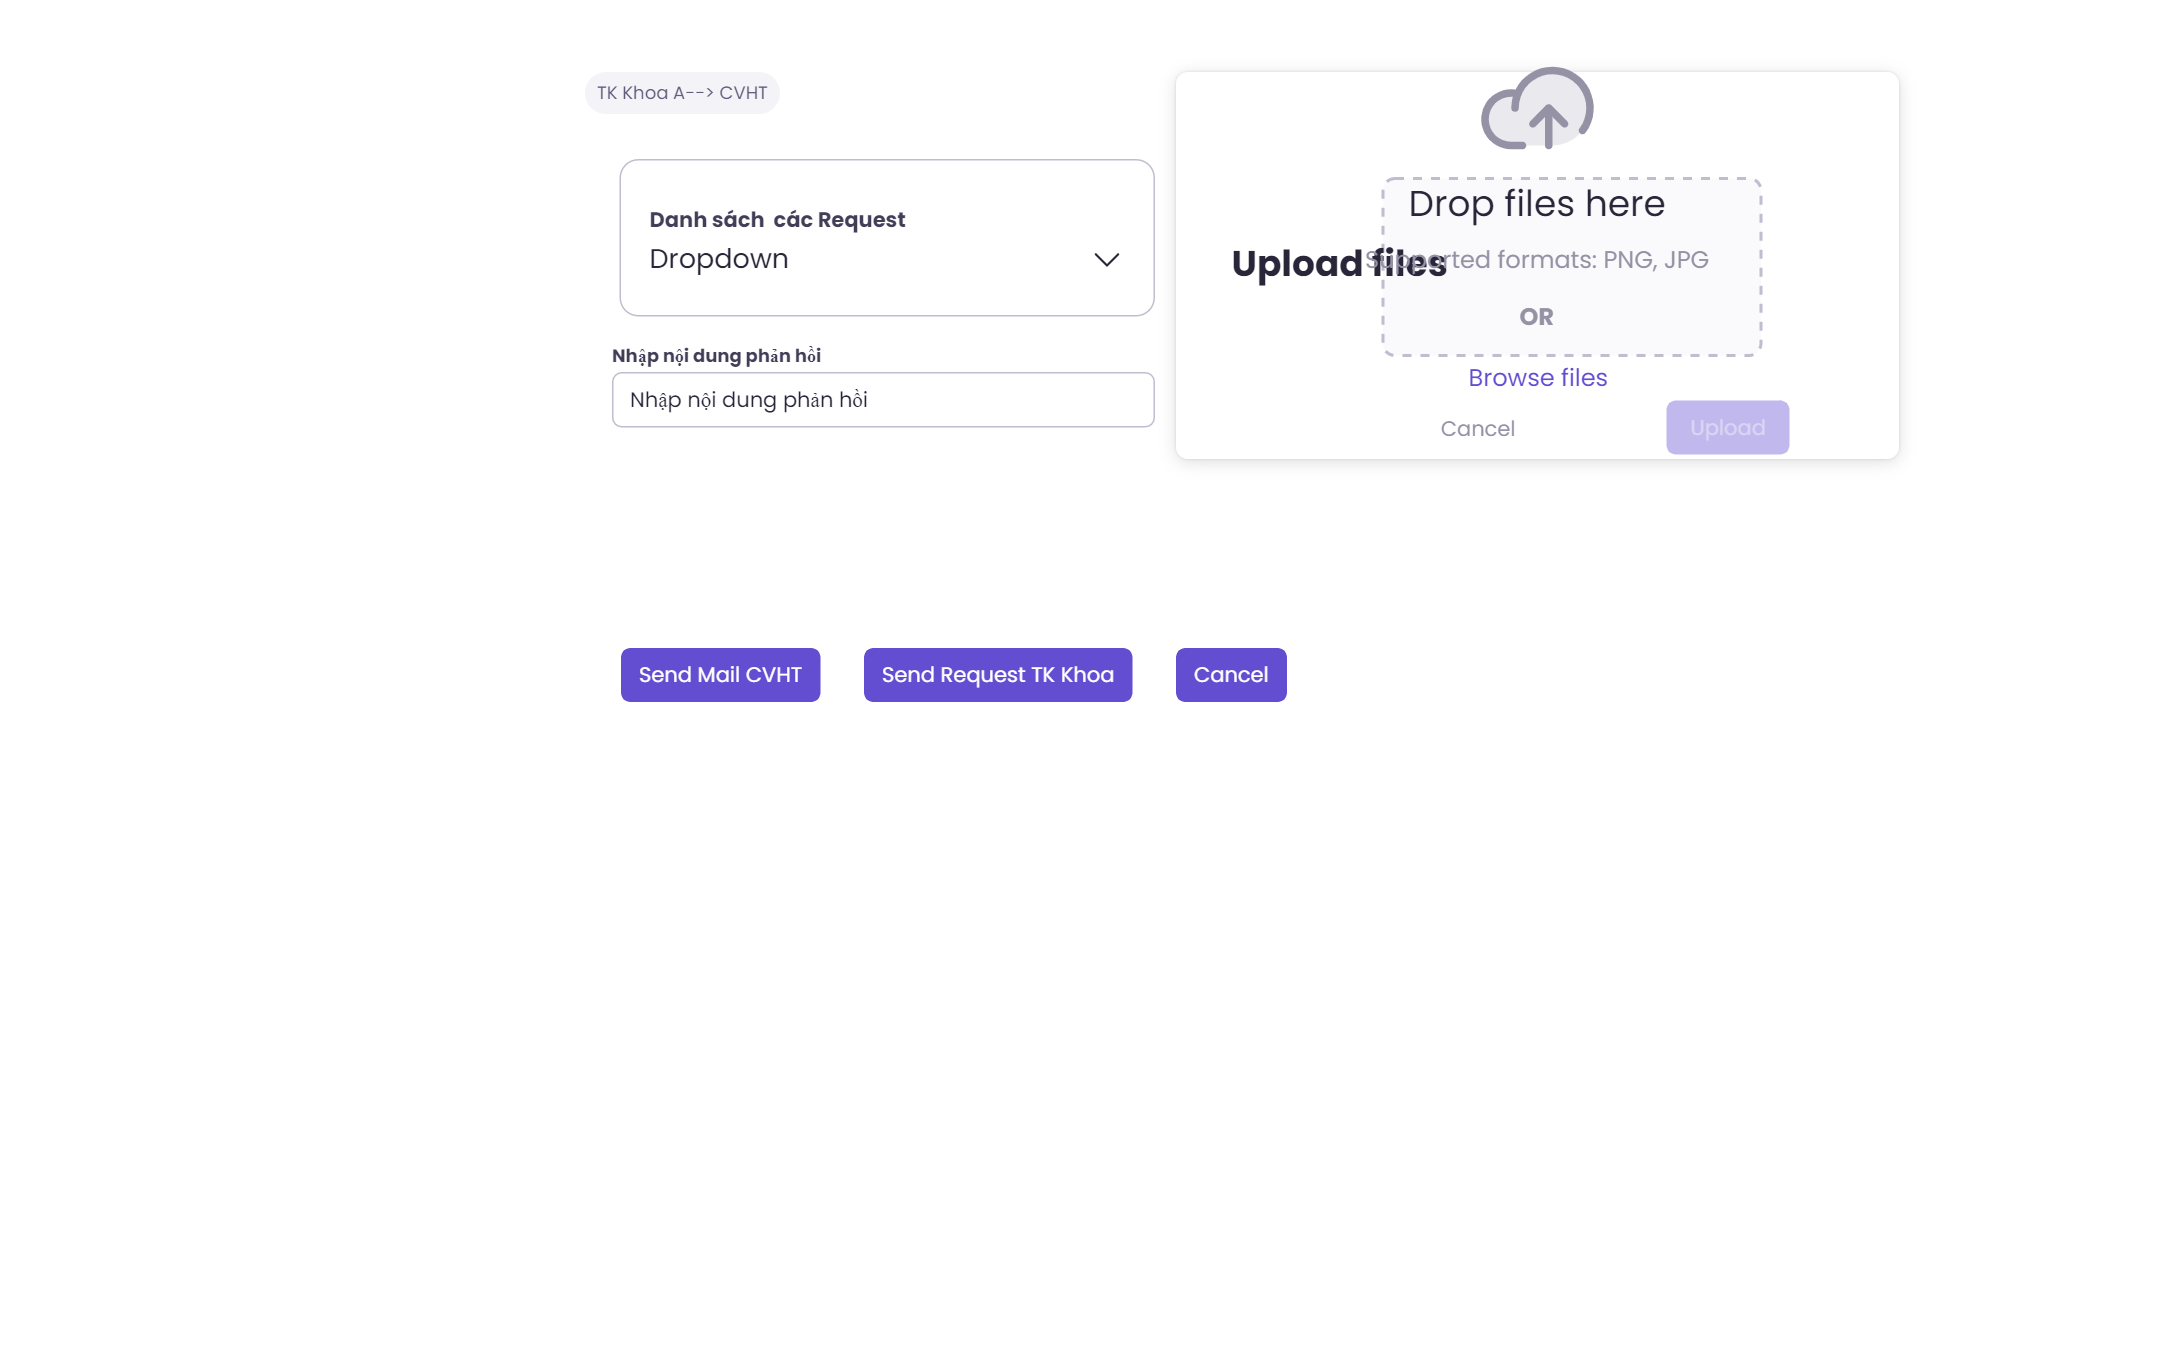 TK Khoa A--> CVHT
Danh sách  các Request
Dropdown
Nhập nội dung phản hồi
Nhập nội dung phản hồi
Drop files here
Upload files
Supported formats: PNG, JPG
OR
Browse files
Cancel
Upload
Send Mail CVHT
Send Request TK Khoa
Cancel